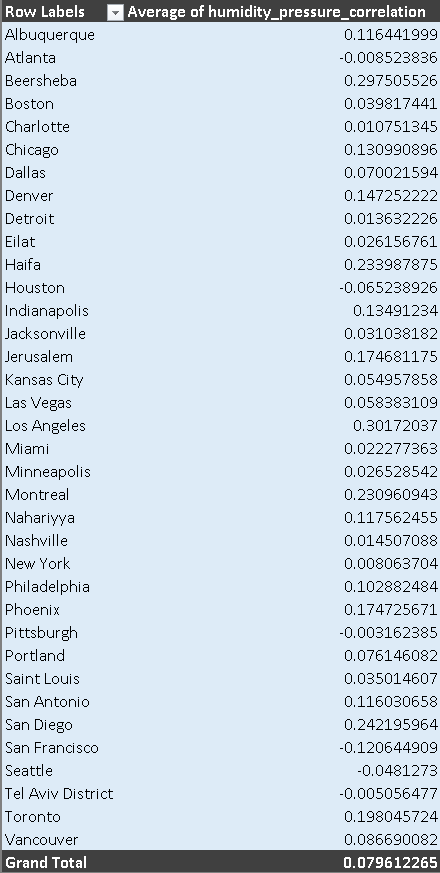 Row Labels Average of humidity_pressure_correlation
Albuquerque 0.116441999
Atlanta -0.008523836
Beersheba 0.297505526
Boston 0.039817441
Charlotte 0.010751345
Chicago 0.130990896
Dallas 0.070021594
Denver 0.147252222
Detroit 0.013632226
Eilat 0.026156761
Haifa 0.233987875
Houston -0.065238926
Indianapolis 0.13491234
Jacksonville 0.031038182
Jerusalem 0.174681175
Kansas City 0.054957858
Las Vegas 0.058383109
Los Angeles 0.30172037
Miami 0.022277363
Minneapolis 0.026528542
Montreal 0.230960943
Nahariyya 0.117562455
Nashville 0.014507088
New York 0.008063704
Philadelphia 0.102882484
Phoenix 0.174725671
Pittsburgh -0.003162385
Portland 0.076146082
Saint Louis 0.035014607
San Antonio 0.116030658
San Diego 0.242195964
San Francisco -0.120644909
Seattle -0.0481273
Tel Aviv District -0.005056477
Toronto 0.198045724
Vancouver 0.086690082
Grand Total 0.079612265